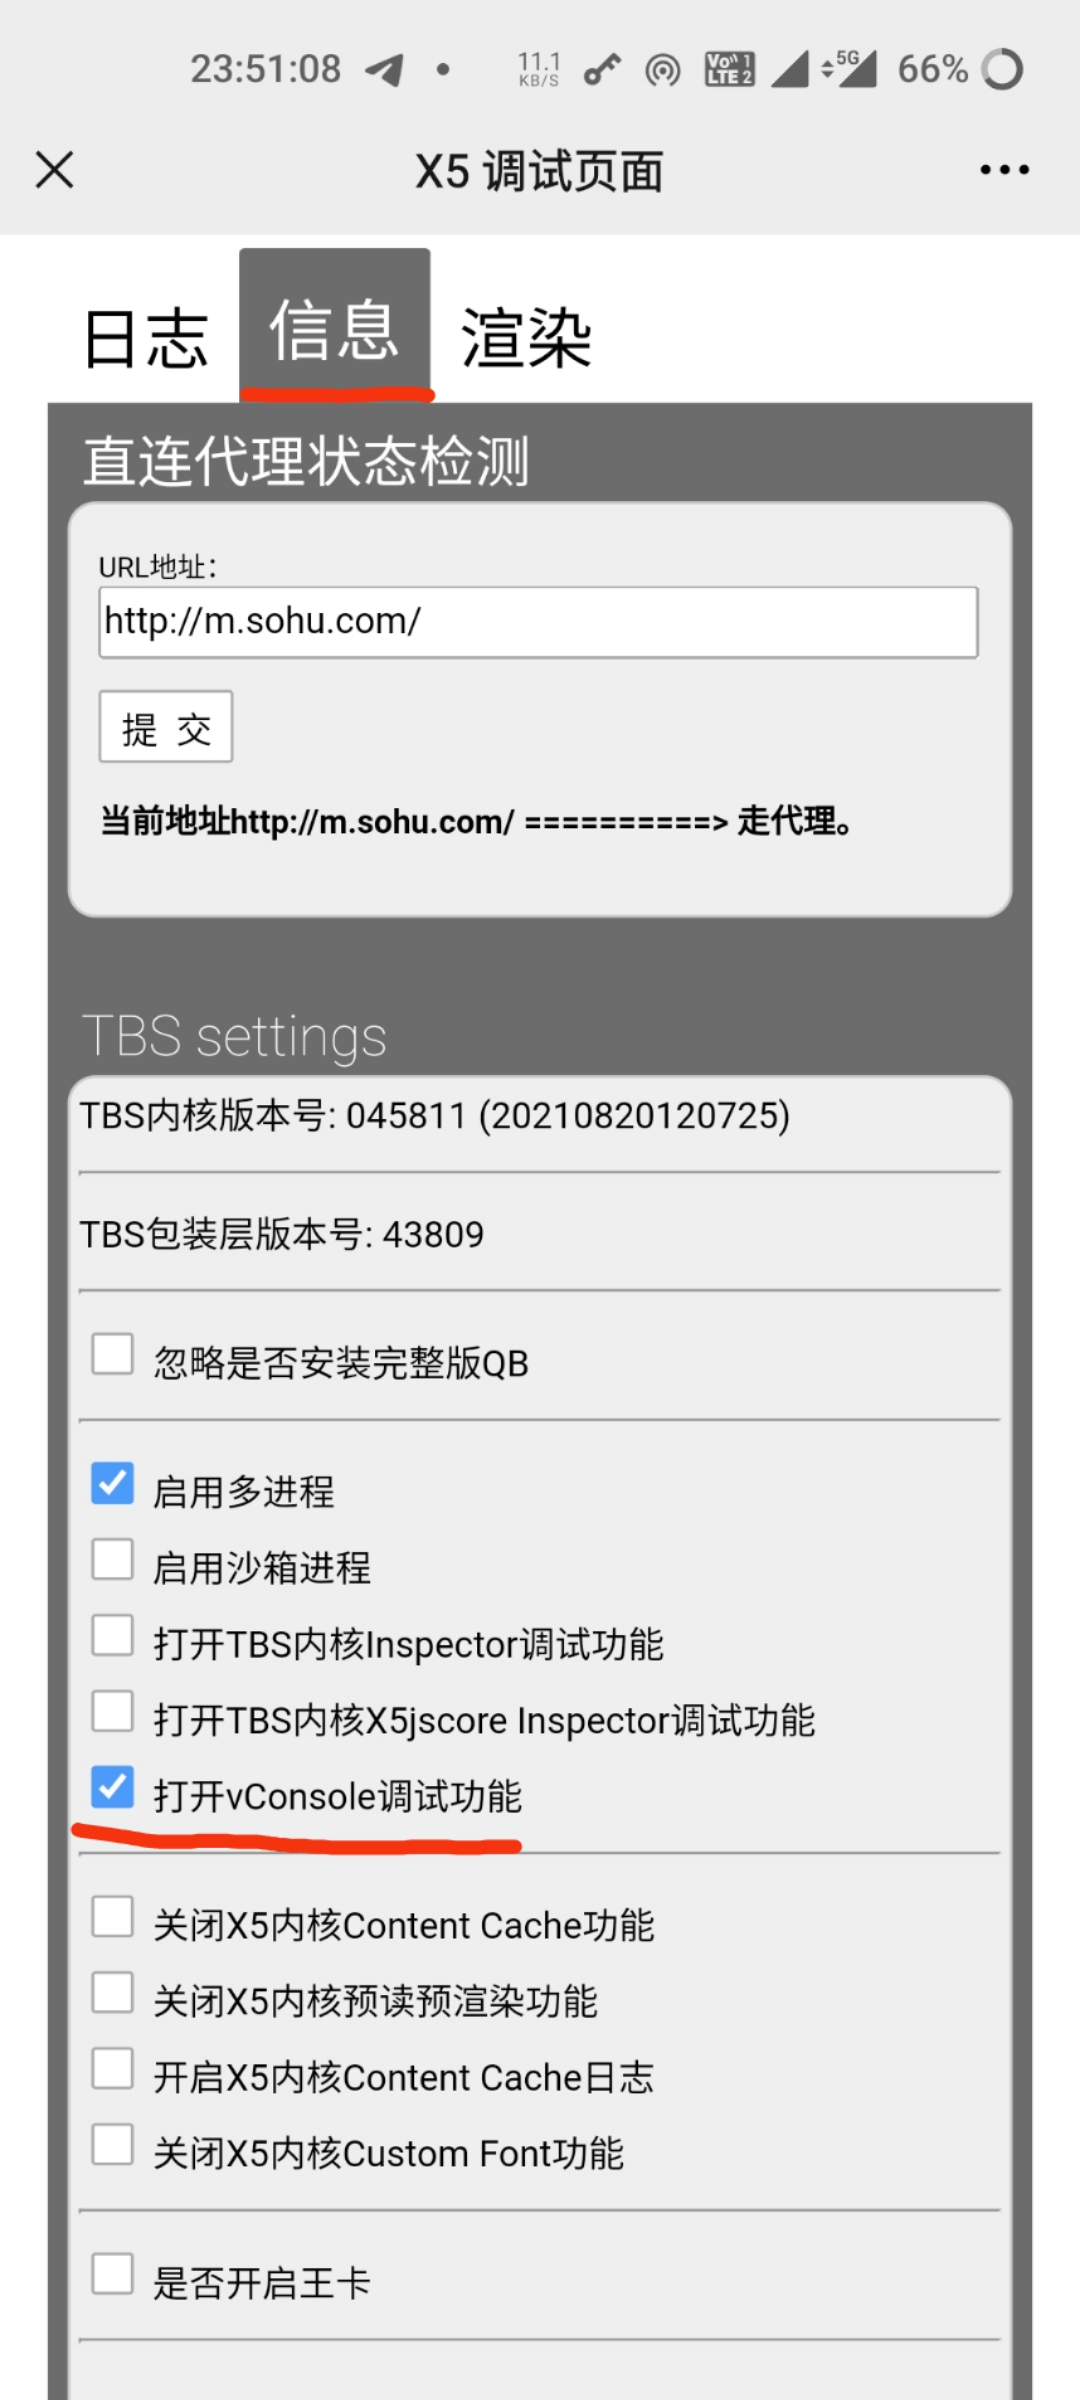 23:51:08 11.1 KB/S Vo 1 LTE 2 5G 66%
X5 调试页面
日志 信息 渲染
直连代理状态检测
URL地址：
http://m.sohu.com/
提 交
当前地址http://m.sohu.com/ ==========> 走代理。
TBS settings
TBS内核版本号: 045811 (20210820120725)
TBS包装层版本号: 43809
忽略是否安装完整版QB
启用多进程
启用沙箱进程
打开TBS内核Inspector调试功能
打开TBS内核X5jscore Inspector调试功能
打开vConsole调试功能
关闭X5内核Content Cache功能
关闭X5内核预读预渲染功能
开启X5内核Content Cache日志
关闭X5内核Custom Font功能
是否开启王卡